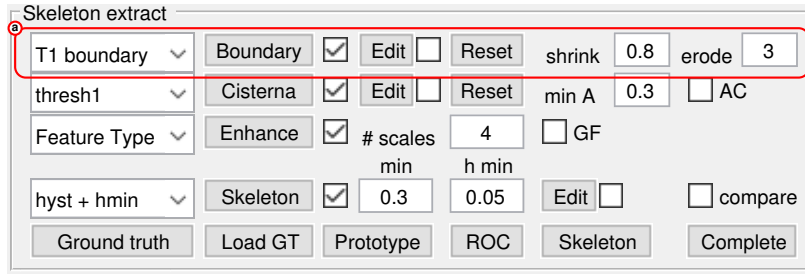 Skeleton extract
a
T1 boundary Boundary Edit Reset shrink 0.8 erode 3
thresh1 Cisterna Edit Reset min A 0.3 AC
Feature Type Enhance # scales 4 GF
min h min
hyst + hmin Skeleton 0.3 0.05 Edit compare
Ground truth Load GT Prototype ROC Skeleton Complete